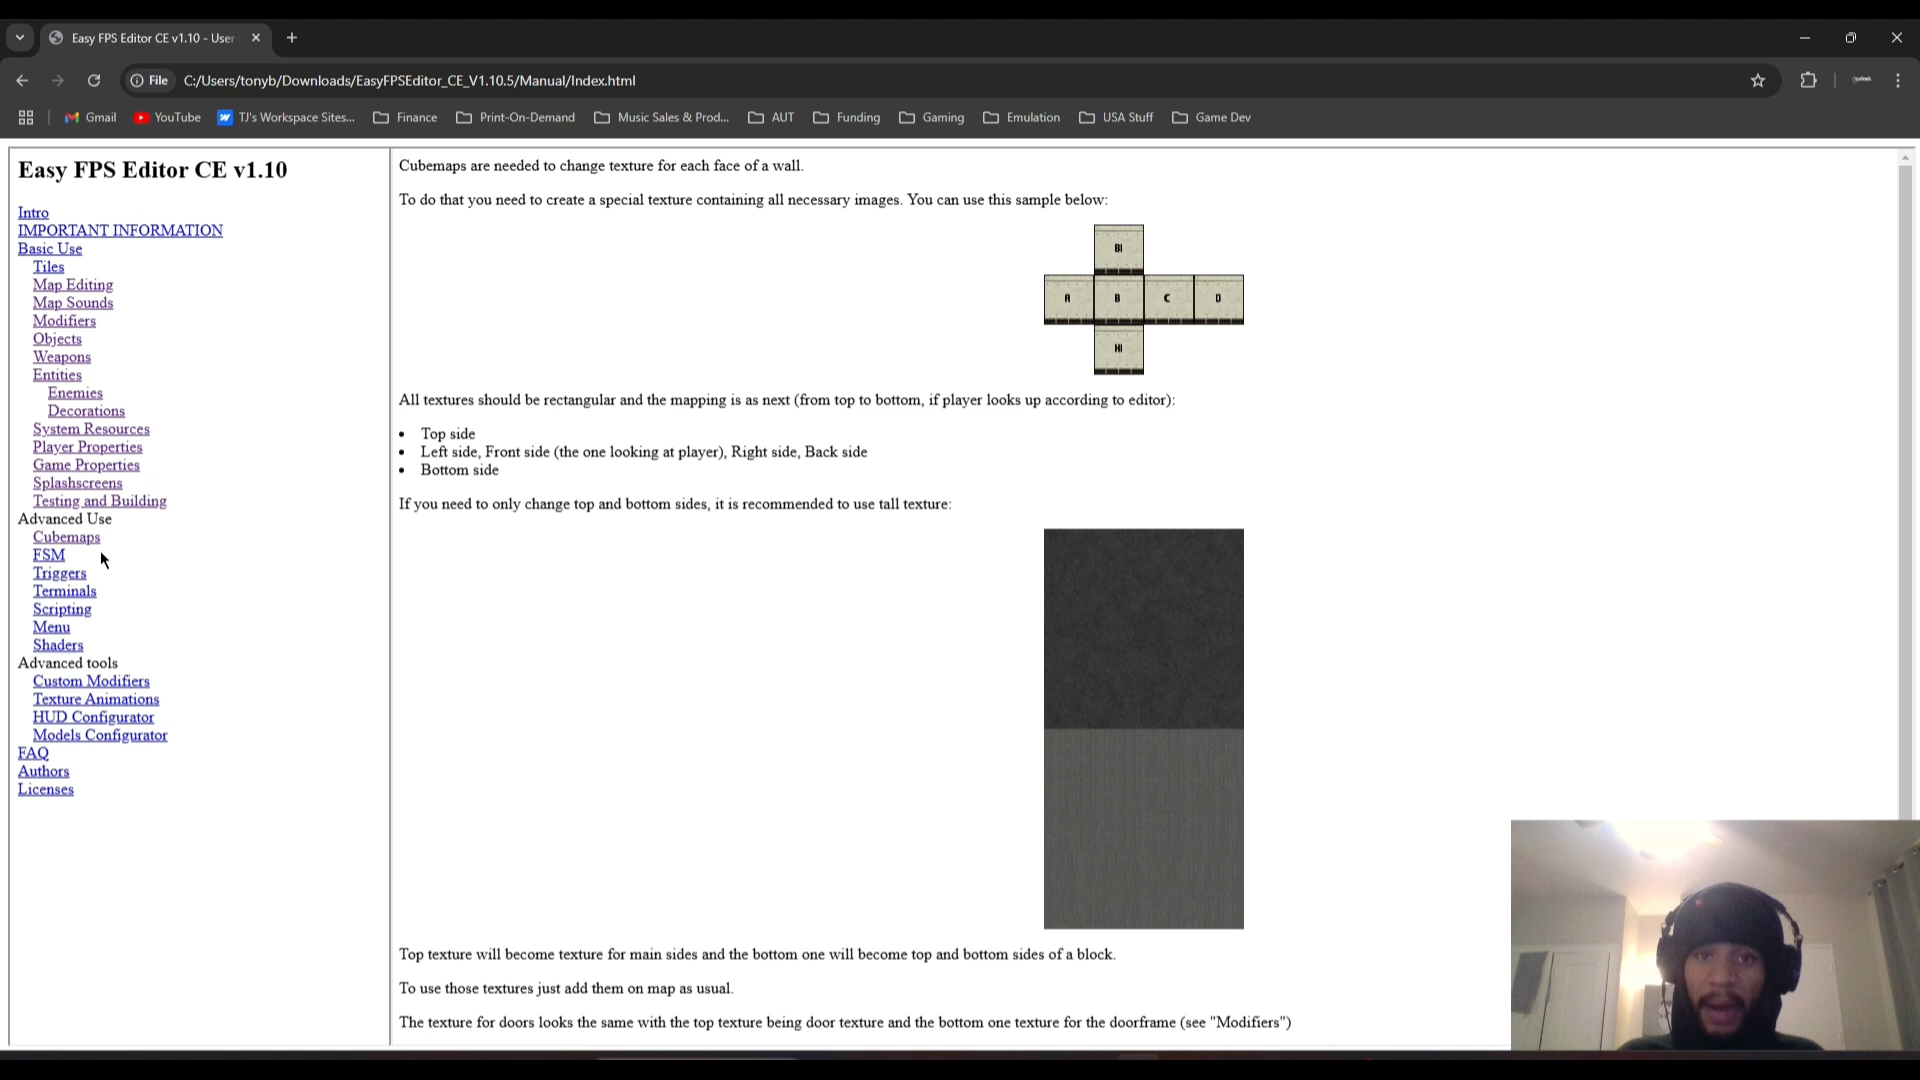 Easy FPS Editor CE v1.10 - User
File C:/Users/tonyb/Downloads/EasyFPSEditor_CE_V1.10.5/Manual/Index.html
Gmail YouTube TJ's Workspace Sites... Finance Print-On-Demand Music Sales & Prod... AUT Funding Gaming Emulation USA Stuff Game Dev
Easy FPS Editor CE v1.10
Intro
IMPORTANT INFORMATION
Basic Use
Tiles
Map Editing
Map Sounds
Modifiers
Objects
Weapons
Entities
Enemies
Decorations
System Resources
Player Properties
Game Properties
Splashscreens
Testing and Building
Advanced Use
Cubemaps
FSM
Triggers
Terminals
Scripting
Menu
Shaders
Advanced tools
Custom Modifiers
Texture Animations
HUD Configurator
Models Configurator
FAQ
Authors
Licenses
Cubemaps are needed to change texture for each face of a wall.
To do that you need to create a special texture containing all necessary images. You can use this sample below:
BI
A B C D
HI
All textures should be rectangular and the mapping is as next (from top to bottom, if player looks up according to editor):
• Top side
• Left side, Front side (the one looking at player), Right side, Back side
• Bottom side
If you need to only change top and bottom sides, it is recommended to use tall texture:
Top texture will become texture for main sides and the bottom one will become top and bottom sides of a block.
To use those textures just add them on map as usual.
The texture for doors looks the same with the top texture being door texture and the bottom one texture for the doorframe (see "Modifiers")